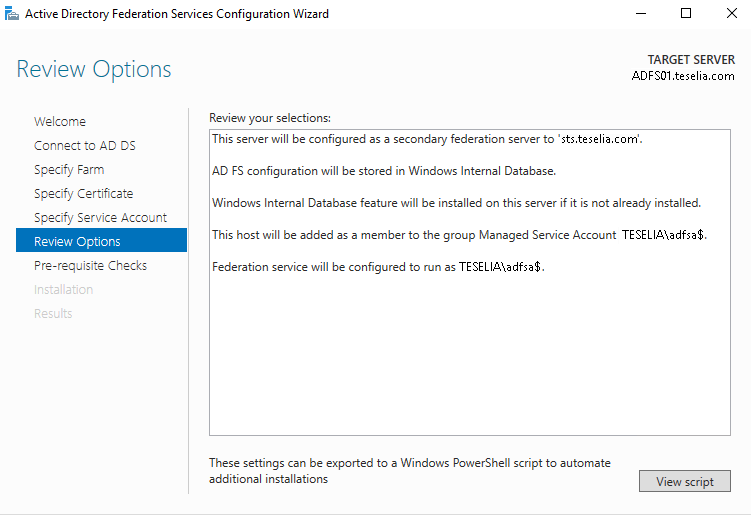 Active Directory Federation Services Configuration Wizard
Review Options
TARGET SERVER
ADFS01.teselia.com
Welcome
Connect to AD DS
Specify Farm
Specify Certificate
Specify Service Account
Review Options
Pre-requisite Checks
Installation
Results
Review your selections:
This server will be configured as a secondary federation server to 'sts.teselia.com'.
AD FS configuration will be stored in Windows Internal Database.
Windows Internal Database feature will be installed on this server if it is not already installed.
This host will be added as a member to the group Managed Service Account TESELIA\adfsa$.
Federation service will be configured to run as TESELIA\adfsa$.
These settings can be exported to a Windows PowerShell script to automate
additional installations
View script